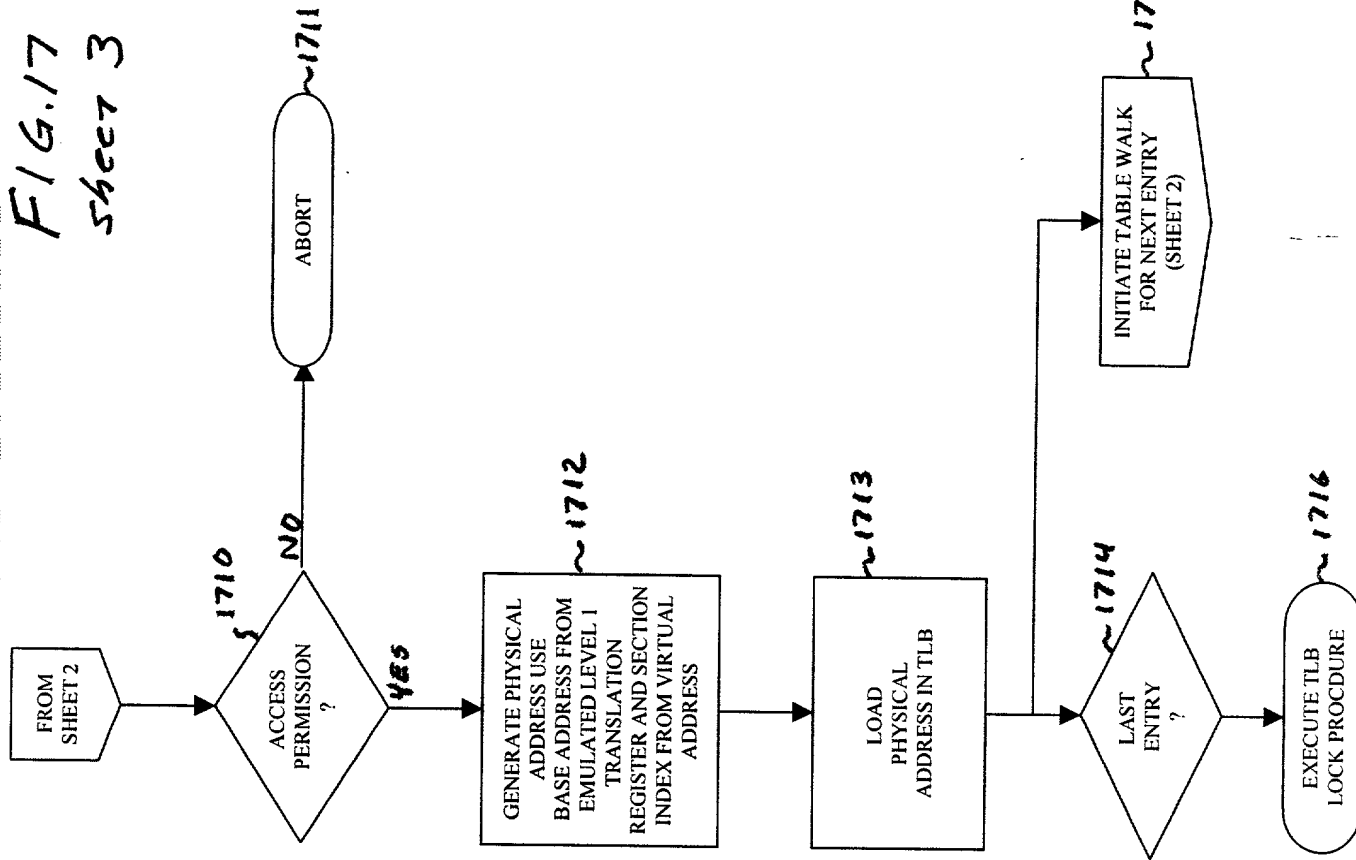 FIG.17
Sheet 3
FROM
SHEET 2
1710
ACCESS
PERMISSION
?
NO
ABORT
1711
YES
GENERATE PHYSICAL
ADDRESS USE
BASE ADDRESS FROM
EMULATED LEVEL 1
TRANSLATION
REGISTER AND SECTION
INDEX FROM VIRTUAL
ADDRESS
1712
LOAD
PHYSICAL
ADDRESS IN TLB
1713
LAST
ENTRY
?
1714
INITIATE TABLE WALK
FOR NEXT ENTRY
(SHEET 2)
EXECUTE TLB
LOCK PROCDURE
1716